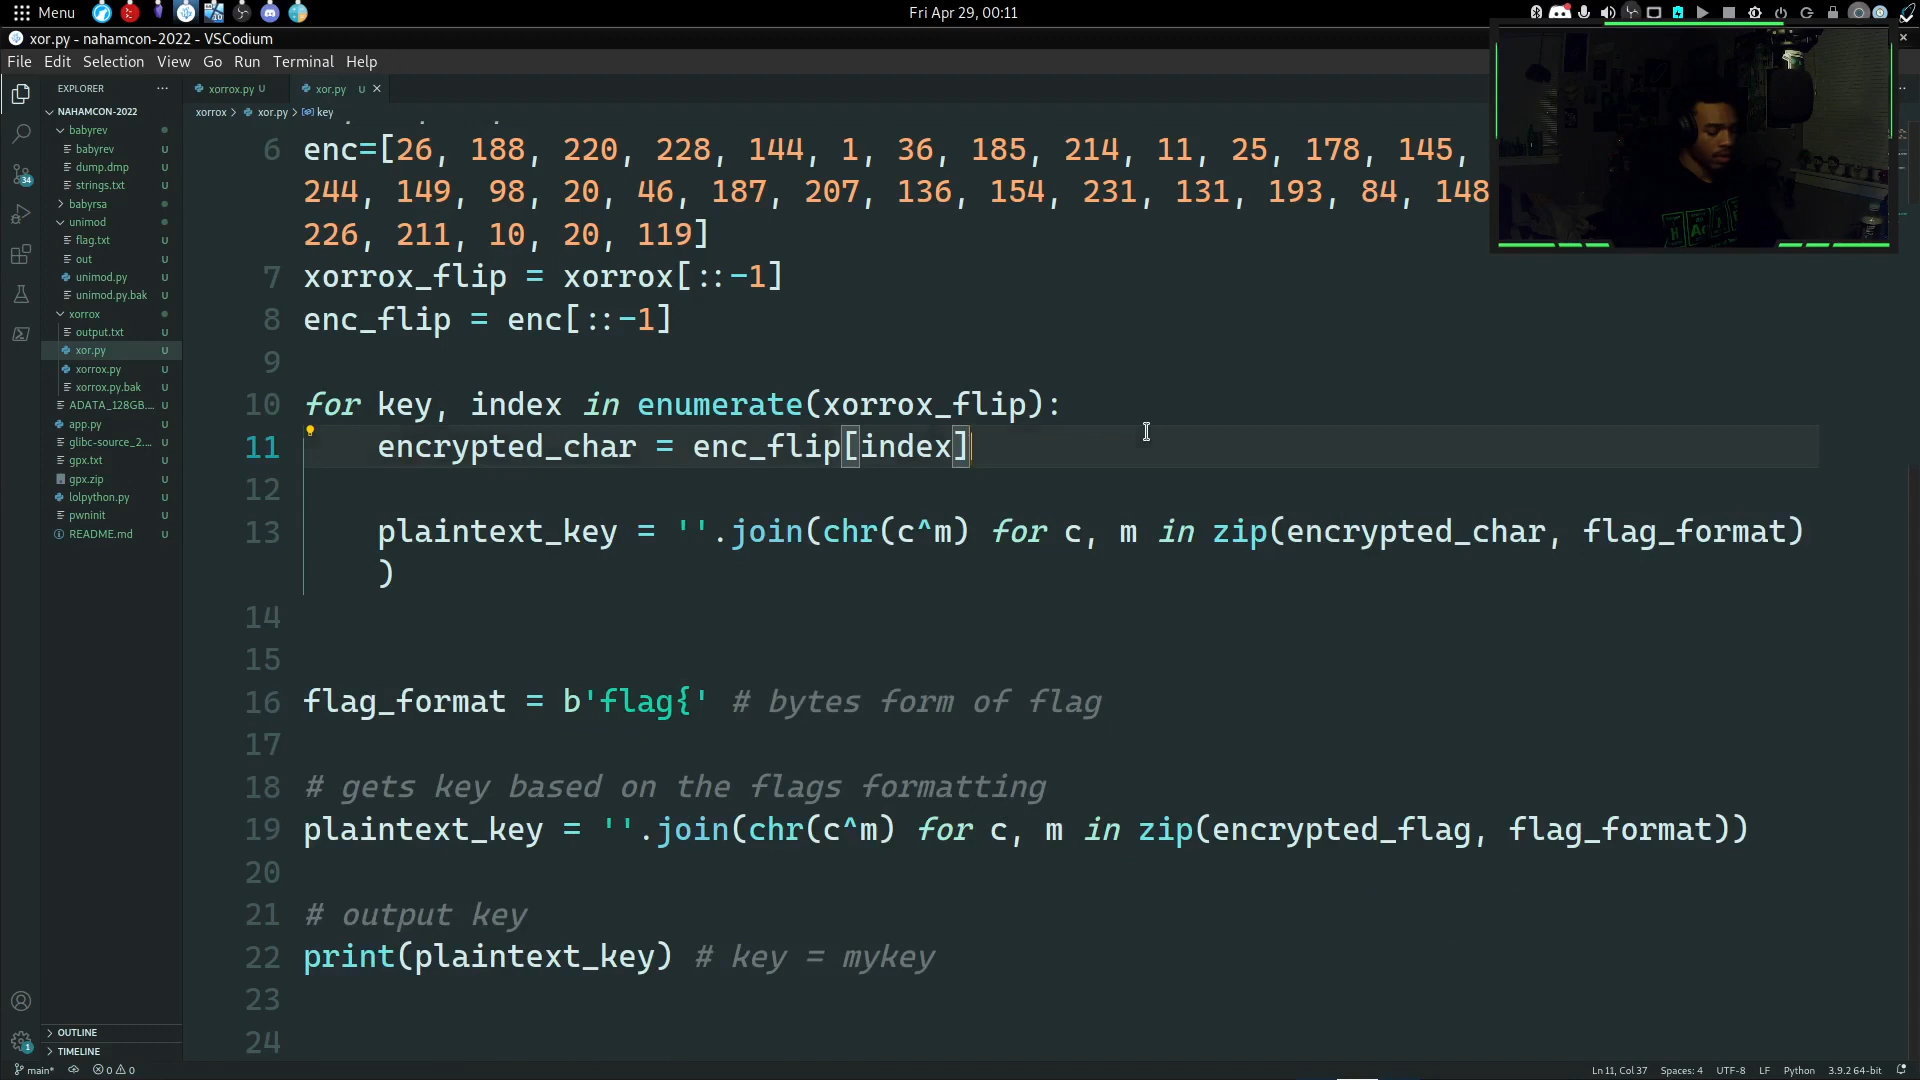 Menu
Fri Apr 29, 00:11
xor.py - nahamcon-2022 - VSCodium
File Edit Selection View Go Run Terminal Help
EXPLORER ···
NAHAMCON-2022
babyrev
babyrev U
dump.dmp U
strings.txt U
babyrsa
unimod
flag.txt U
out U
unimod.py U
unimod.py.bak U
xorrox
output.txt U
xor.py U
xorrox.py U
xorrox.py.bak U
ADATA_128GB.... U
app.py U
glibc-source_2.... U
gpx.txt U
gpx.zip U
lolpython.py U
pwninit U
README.md U
OUTLINE
TIMELINE
34
1
xorrox.py U xor.py U
xorrox > xor.py > key
6 enc=[26, 188, 220, 228, 144, 1, 36, 185, 214, 11, 25, 178, 145,
244, 149, 98, 20, 46, 187, 207, 136, 154, 231, 131, 193, 84, 148
226, 211, 10, 20, 119]
7 xorrox_flip = xorrox[::-1]
8 enc_flip = enc[::-1]
9
10 for key, index in enumerate(xorrox_flip):
11 encrypted_char = enc_flip[index]
12
13 plaintext_key = ''.join(chr(c^m) for c, m in zip(encrypted_char, flag_format)
)
14
15
16 flag_format = b'flag{' # bytes form of flag
17
18 # gets key based on the flags formatting
19 plaintext_key = ''.join(chr(c^m) for c, m in zip(encrypted_flag, flag_format))
20
21 # output key
22 print(plaintext_key) # key = mykey
23
24
main* 0 0
Ln 11, Col 37 Spaces: 4 UTF-8 LF Python 3.9.2 64-bit